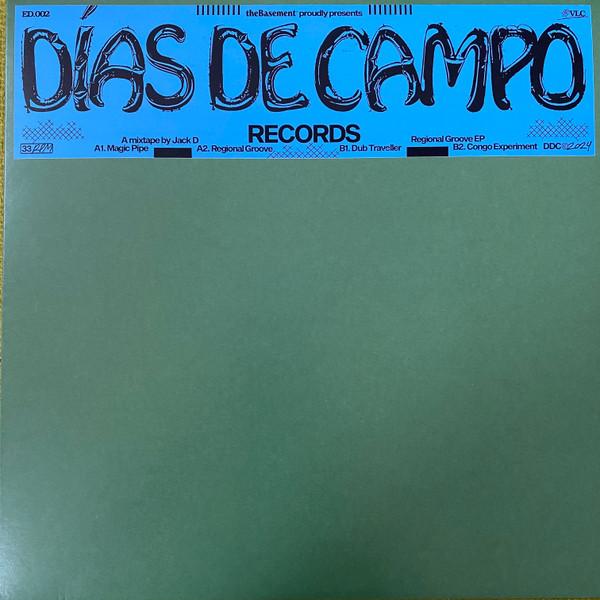 ED.002
theBasement proudly presents
@VLC
DÍAS DE CAMPO
RECORDS
A mixtape by Jack D
Regional Groove EP
33 RPM A1. Magic Pipe A2. Regional Groove B1. Dub Traveller B2. Congo Experiment DDC©2024